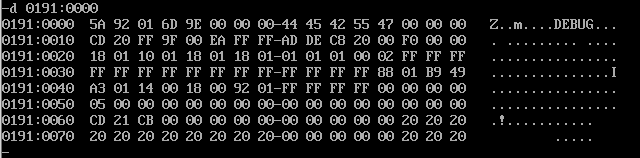 -d 0191:0000
0191:0000  5A 92 01 6D 9E 00 00 00-44 45 42 55 47 00 00 00   Z..m....DEBUG...
0191:0010  CD 20 FF 9F 00 EA FF FF-AD DE C8 20 00 F0 00 00   . ......... ....
0191:0020  18 01 10 01 18 01 18 01-01 01 01 00 02 FF FF FF   ................
0191:0030  FF FF FF FF FF FF FF FF-FF FF FF FF 88 01 B9 49   ...............I
0191:0040  A3 01 14 00 18 00 92 01-FF FF FF FF 00 00 00 00   ................
0191:0050  05 00 00 00 00 00 00 00-00 00 00 00 00 00 00 00   ................
0191:0060  CD 21 CB 00 00 00 00 00-00 00 00 00 00 20 20 20   .!...........
0191:0070  20 20 20 20 20 20 20 20-00 00 00 00 00 20 20 20           .....
-